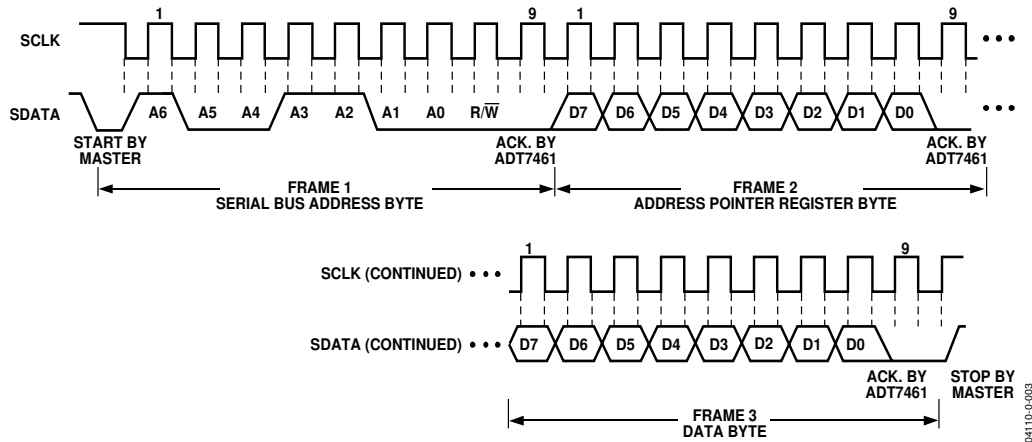 1 9 1 9
SCLK
SDATA A6 A5 A4 A3 A2 A1 A0 R/W̅ D7 D6 D5 D4 D3 D2 D1 D0
START BY MASTER
ACK. BY ADT7461
ACK. BY ADT7461
FRAME 1
SERIAL BUS ADDRESS BYTE
FRAME 2
ADDRESS POINTER REGISTER BYTE
1 9
SCLK (CONTINUED)
SDATA (CONTINUED) D7 D6 D5 D4 D3 D2 D1 D0
ACK. BY ADT7461
STOP BY MASTER
FRAME 3
DATA BYTE
04110-0-003